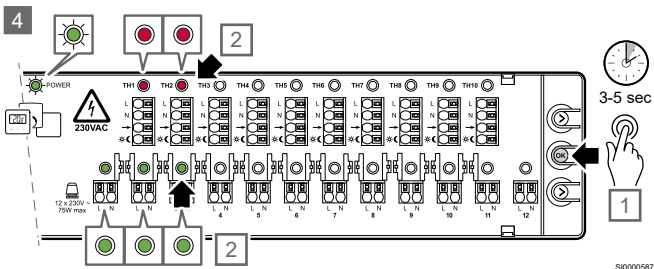 4
2
POWER
TH1 TH2 TH3 TH4 TH5 TH6 TH7 TH8 TH9 TH10
230VAC
L L L L L L L L L L
N N N N N N N N N N
3-5 sec
OK
1
12 x 230V ~
75W max
L N L N L N L N L N L N L N L N L N L N L N
4 5 6 7 8 9 10 11 12
2
SI0000587